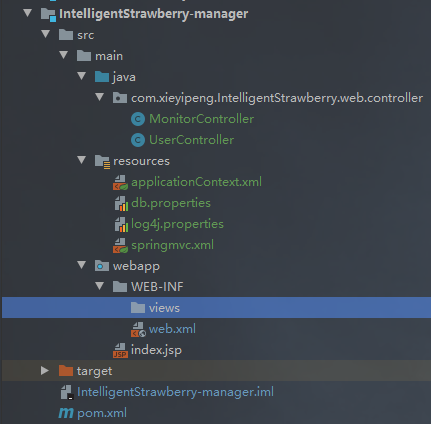 IntelligentStrawberry-manager
src
main
java
com.xieyipeng.IntelligentStrawberry.web.controller
MonitorController
UserController
resources
applicationContext.xml
db.properties
log4j.properties
springmvc.xml
webapp
WEB-INF
views
web.xml
index.jsp
target
IntelligentStrawberry-manager.iml
pom.xml